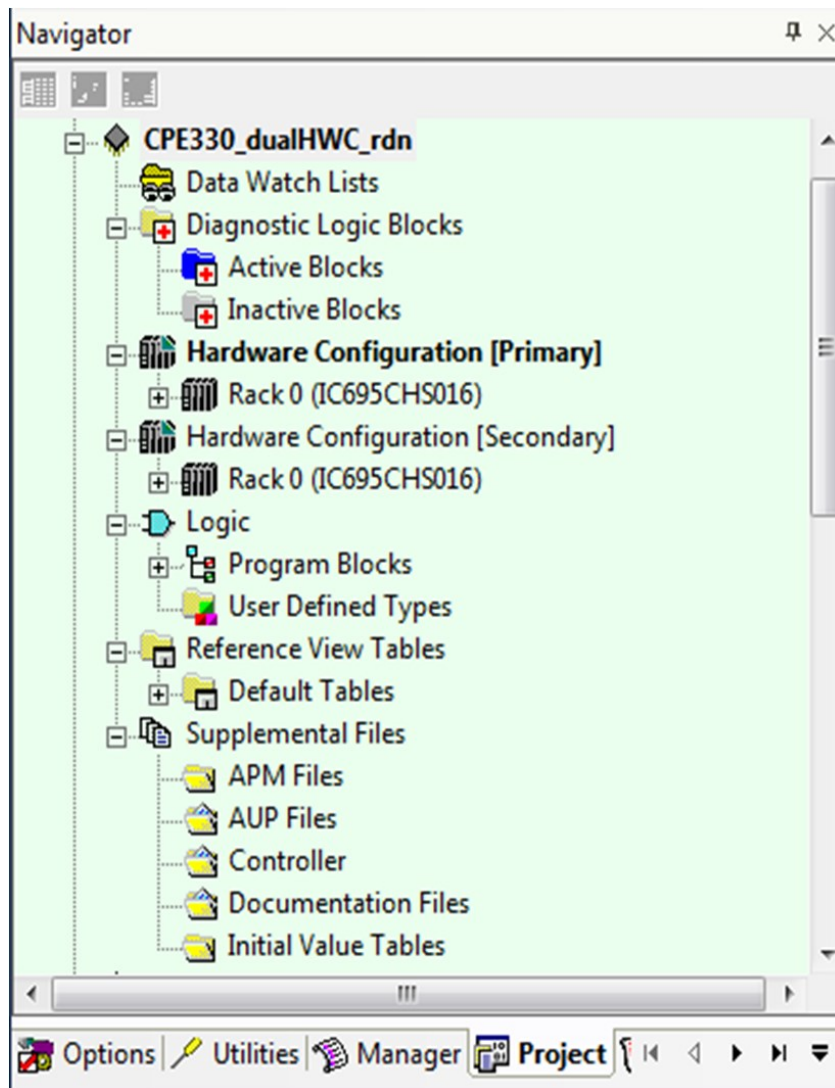 Navigator
CPE330_dualHWC_rdn
Data Watch Lists
Diagnostic Logic Blocks
Active Blocks
Inactive Blocks
Hardware Configuration [Primary]
Rack 0 (IC695CHS016)
Hardware Configuration [Secondary]
Rack 0 (IC695CHS016)
Logic
Program Blocks
User Defined Types
Reference View Tables
Default Tables
Supplemental Files
APM Files
AUP Files
Controller
Documentation Files
Initial Value Tables
Options Utilities Manager Project